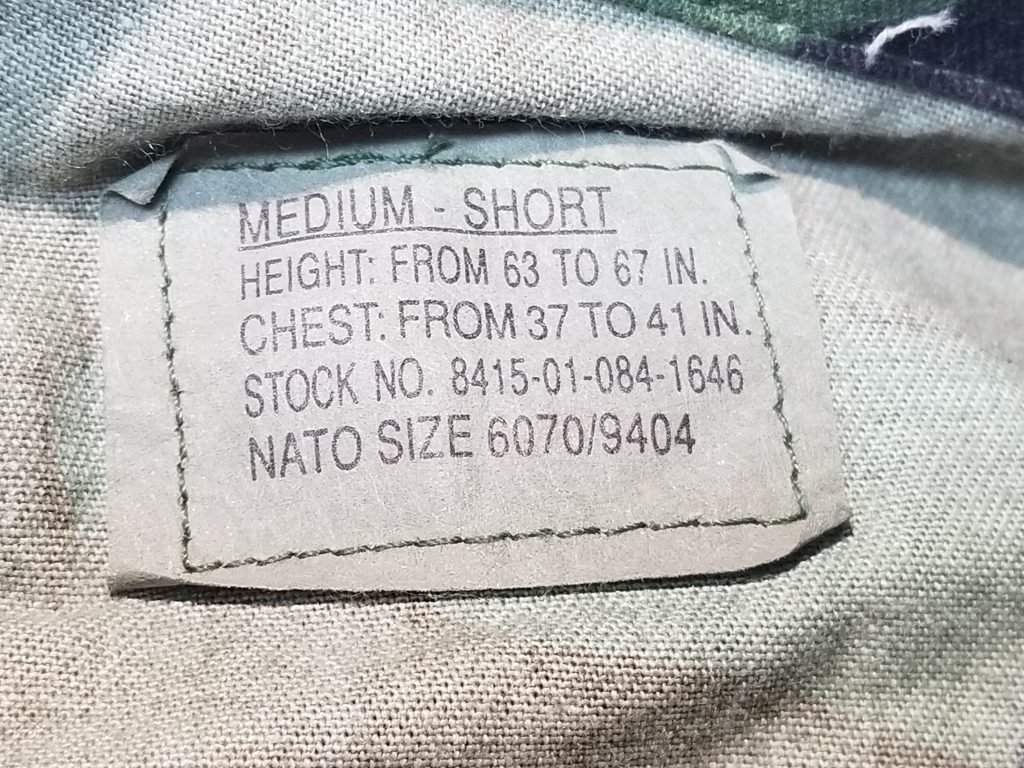 MEDIUM - SHORT
HEIGHT: FROM 63 TO 67 IN.
CHEST: FROM 37 TO 41 IN.
STOCK NO. 8415-01-084-1646
NATO SIZE 6070/9404